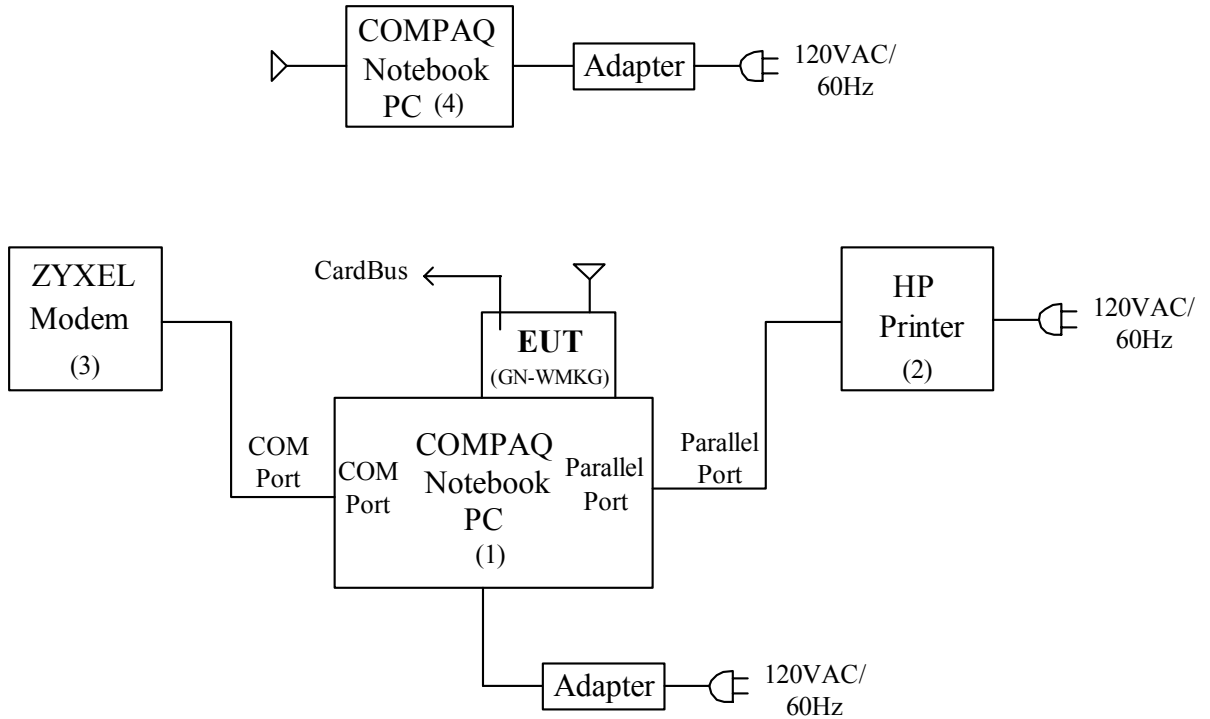 COMPAQ
Notebook
PC (4)
Adapter
120VAC/
60Hz
ZYXEL
Modem
(3)
CardBus
EUT
(GN-WMKG)
HP
Printer
(2)
120VAC/
60Hz
COM
Port
COM
Port
COMPAQ
Notebook
PC
(1)
Parallel
Port
Parallel
Port
Adapter
120VAC/
60Hz